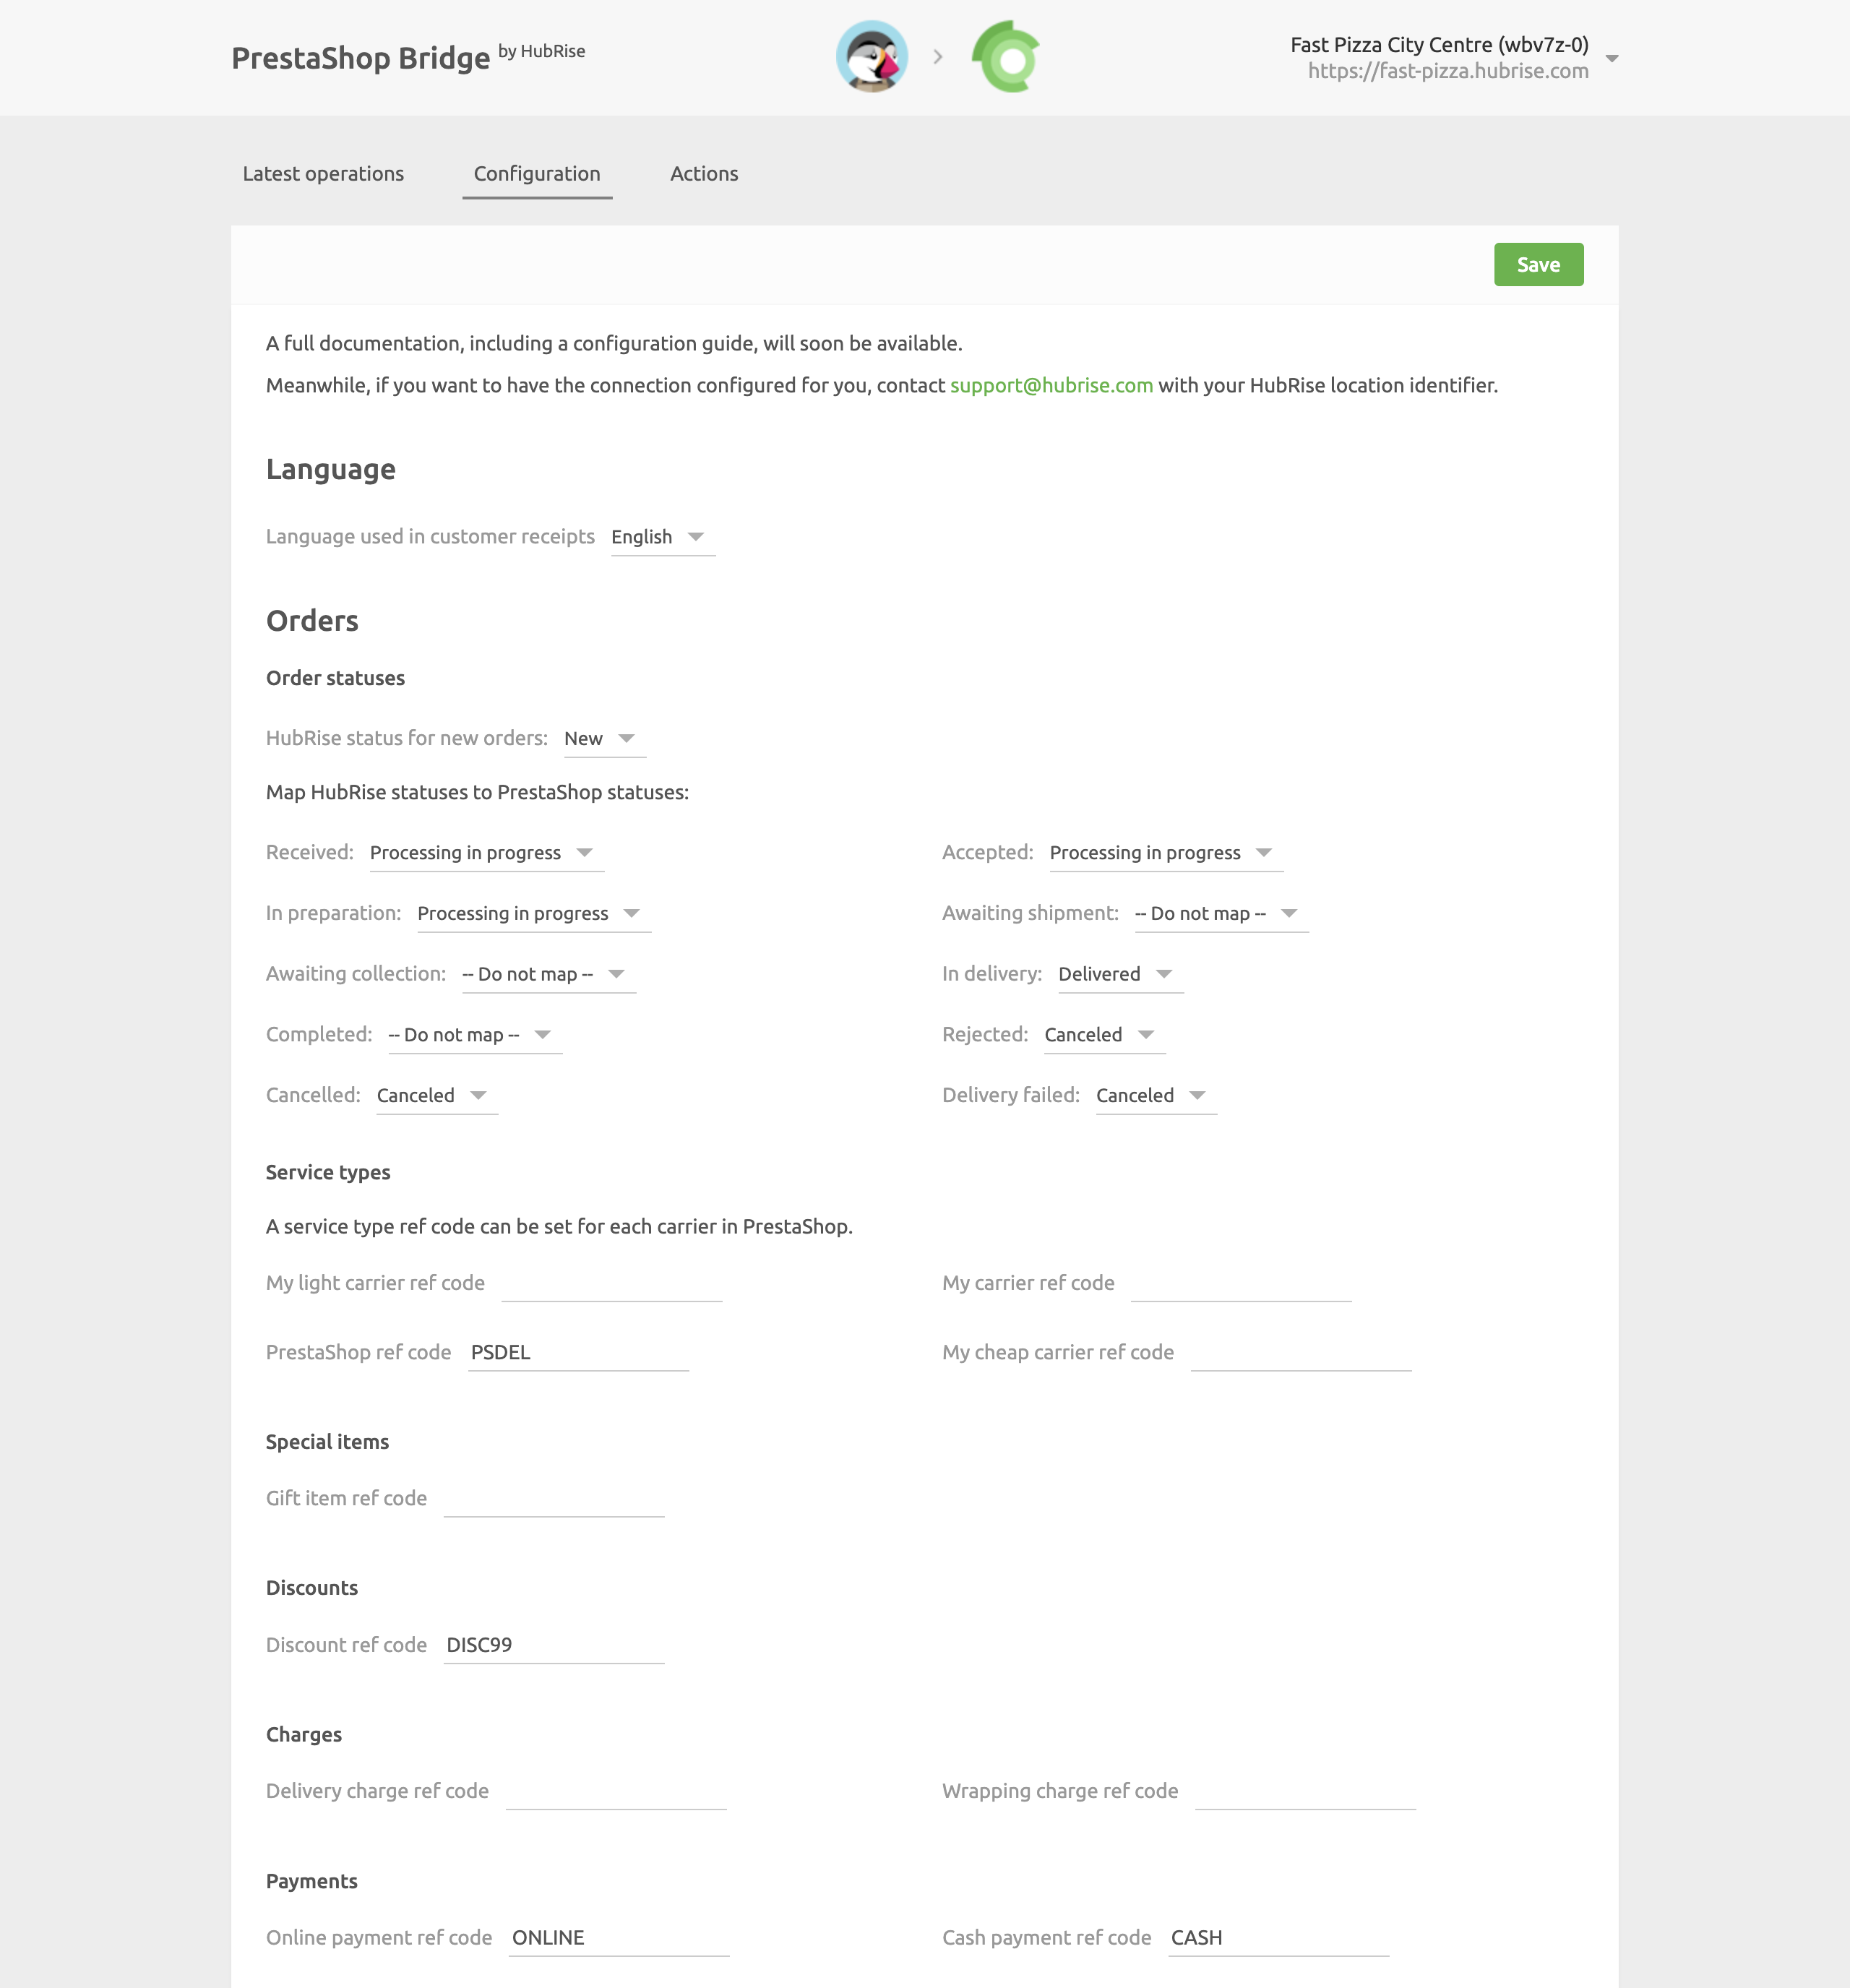 PrestaShop Bridge by HubRise
Fast Pizza City Centre (wbv7z-0)
https://fast-pizza.hubrise.com
Latest operations Configuration Actions
Save
A full documentation, including a configuration guide, will soon be available.
Meanwhile, if you want to have the connection configured for you, contact support@hubrise.com with your HubRise location identifier.
Language
Language used in customer receipts English
Orders
Order statuses
HubRise status for new orders: New
Map HubRise statuses to PrestaShop statuses:
Received: Processing in progress Accepted: Processing in progress
In preparation: Processing in progress Awaiting shipment: -- Do not map --
Awaiting collection: -- Do not map -- In delivery: Delivered
Completed: -- Do not map -- Rejected: Canceled
Cancelled: Canceled Delivery failed: Canceled
Service types
A service type ref code can be set for each carrier in PrestaShop.
My light carrier ref code My carrier ref code
PrestaShop ref code PSDEL My cheap carrier ref code
Special items
Gift item ref code
Discounts
Discount ref code DISC99
Charges
Delivery charge ref code Wrapping charge ref code
Payments
Online payment ref code ONLINE Cash payment ref code CASH